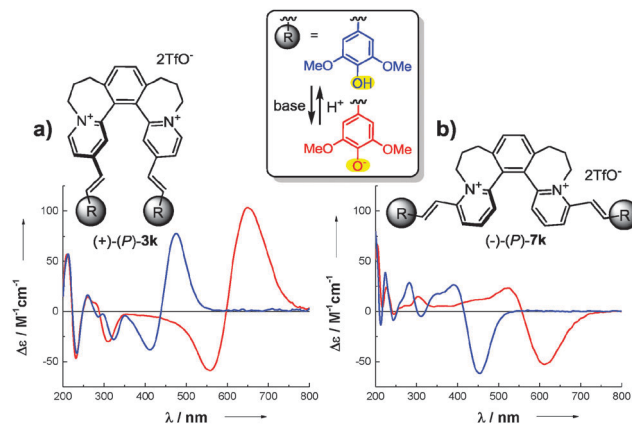 a)
2TfO⁻
N⁺
N⁺
R
R
(+)-(P)-3k
R
=
MeO
OMe
OH
base
H⁺
MeO
OMe
O⁻
b)
2TfO⁻
N⁺
N⁺
R
R
(-)-(P)-7k
Δε / M⁻¹cm⁻¹
100
50
0
-50
200 300 400 500 600 700 800
λ / nm
Δε / M⁻¹cm⁻¹
100
50
0
-50
200 300 400 500 600 700 800
λ / nm